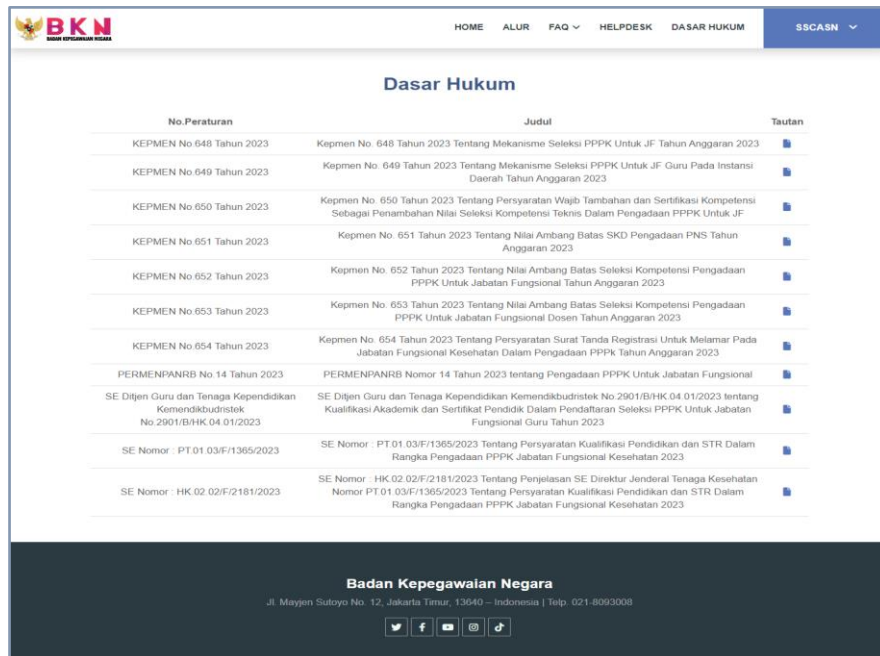 BKN
BADAN KEPEGAWAIAN NEGARA
HOME ALUR FAQ HELPDESK DASAR HUKUM SSCASN
Dasar Hukum
No.Peraturan Judul Tautan
KEPMEN No.648 Tahun 2023 Kepmen No. 648 Tahun 2023 Tentang Mekanisme Seleksi PPPK Untuk JF Tahun Anggaran 2023
KEPMEN No.649 Tahun 2023 Kepmen No. 649 Tahun 2023 Tentang Mekanisme Seleksi PPPK Untuk JF Guru Pada Instansi
Daerah Tahun Anggaran 2023
KEPMEN No.650 Tahun 2023 Kepmen No. 650 Tahun 2023 Tentang Persyaratan Wajib Tambahan dan Sertifikasi Kompetensi
Sebagai Penambahan Nilai Seleksi Kompetensi Teknis Dalam Pengadaan PPPK Untuk JF
KEPMEN No.651 Tahun 2023 Kepmen No. 651 Tahun 2023 Tentang Nilai Ambang Batas SKD Pengadaan PNS Tahun
Anggaran 2023
KEPMEN No.652 Tahun 2023 Kepmen No. 652 Tahun 2023 Tentang Nilai Ambang Batas Seleksi Kompetensi Pengadaan
PPPK Untuk Jabatan Fungsional Tahun Anggaran 2023
KEPMEN No.653 Tahun 2023 Kepmen No. 653 Tahun 2023 Tentang Nilai Ambang Batas Seleksi Kompetensi Pengadaan
PPPK Untuk Jabatan Fungsional Dosen Tahun Anggaran 2023
KEPMEN No.654 Tahun 2023 Kepmen No. 654 Tahun 2023 Tentang Persyaratan Surat Tanda Registrasi Untuk Melamar Pada
Jabatan Fungsional Kesehatan Dalam Pengadaan PPPk Tahun Anggaran 2023
PERMENPANRB No.14 Tahun 2023 PERMENPANRB Nomor 14 Tahun 2023 tentang Pengadaan PPPK Untuk Jabatan Fungsional
SE Ditjen Guru dan Tenaga Kependidikan
Kemendikbudristek
No.2901/B/HK.04.01/2023
SE Ditjen Guru dan Tenaga Kependidikan Kemendikbudristek No.2901/B/HK.04.01/2023 tentang
Kualifikasi Akademik dan Sertifikat Pendidik Dalam Pendaftaran Seleksi PPPK Untuk Jabatan
Fungsional Guru Tahun 2023
SE Nomor : PT.01.03/F/1365/2023 SE Nomor : PT.01.03/F/1365/2023 Tentang Persyaratan Kualifikasi Pendidikan dan STR Dalam
Rangka Pengadaan PPPK Jabatan Fungsional Kesehatan 2023
SE Nomor : HK.02.02/F/2181/2023
SE Nomor : HK.02.02/F/2181/2023 Tentang Penjelasan SE Direktur Jenderal Tenaga Kesehatan
Nomor PT.01.03/F/1365/2023 Tentang Persyaratan Kualifikasi Pendidikan dan STR Dalam
Rangka Pengadaan PPPK Jabatan Fungsional Kesehatan 2023
Badan Kepegawaian Negara
Jl. Mayjen Sutoyo No. 12, Jakarta Timur, 13640 – Indonesia | Telp. 021-8093008